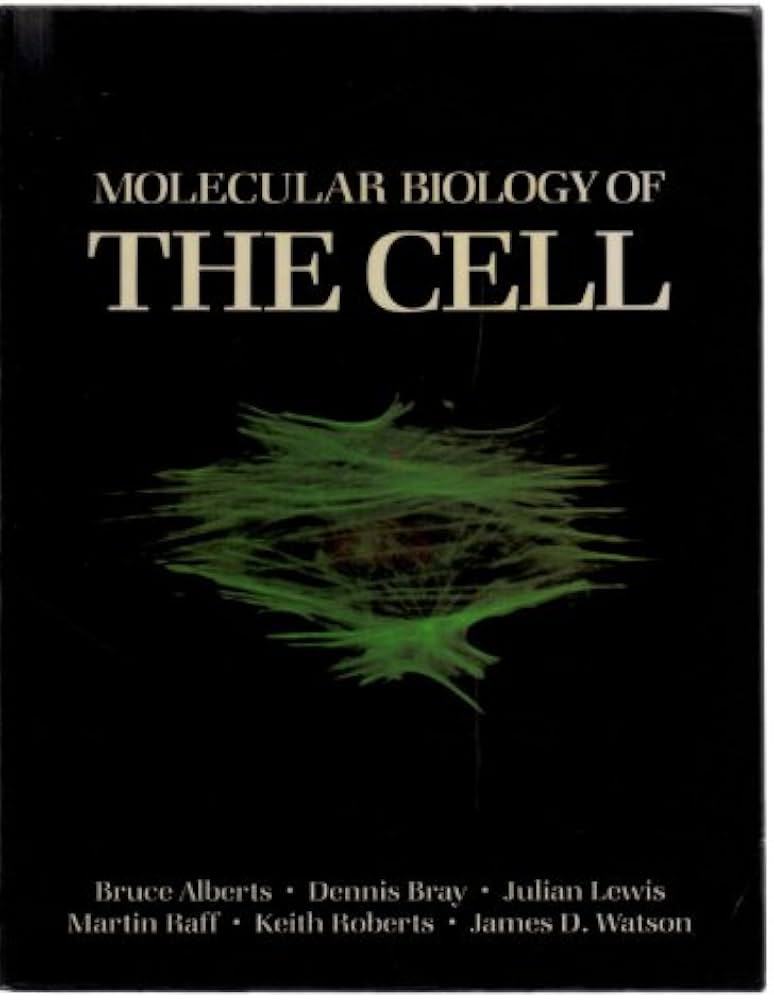 MOLECULAR BIOLOGY OF
THE CELL
Bruce Alberts • Dennis Bray • Julian Lewis
Martin Raff • Keith Roberts • James D. Watson